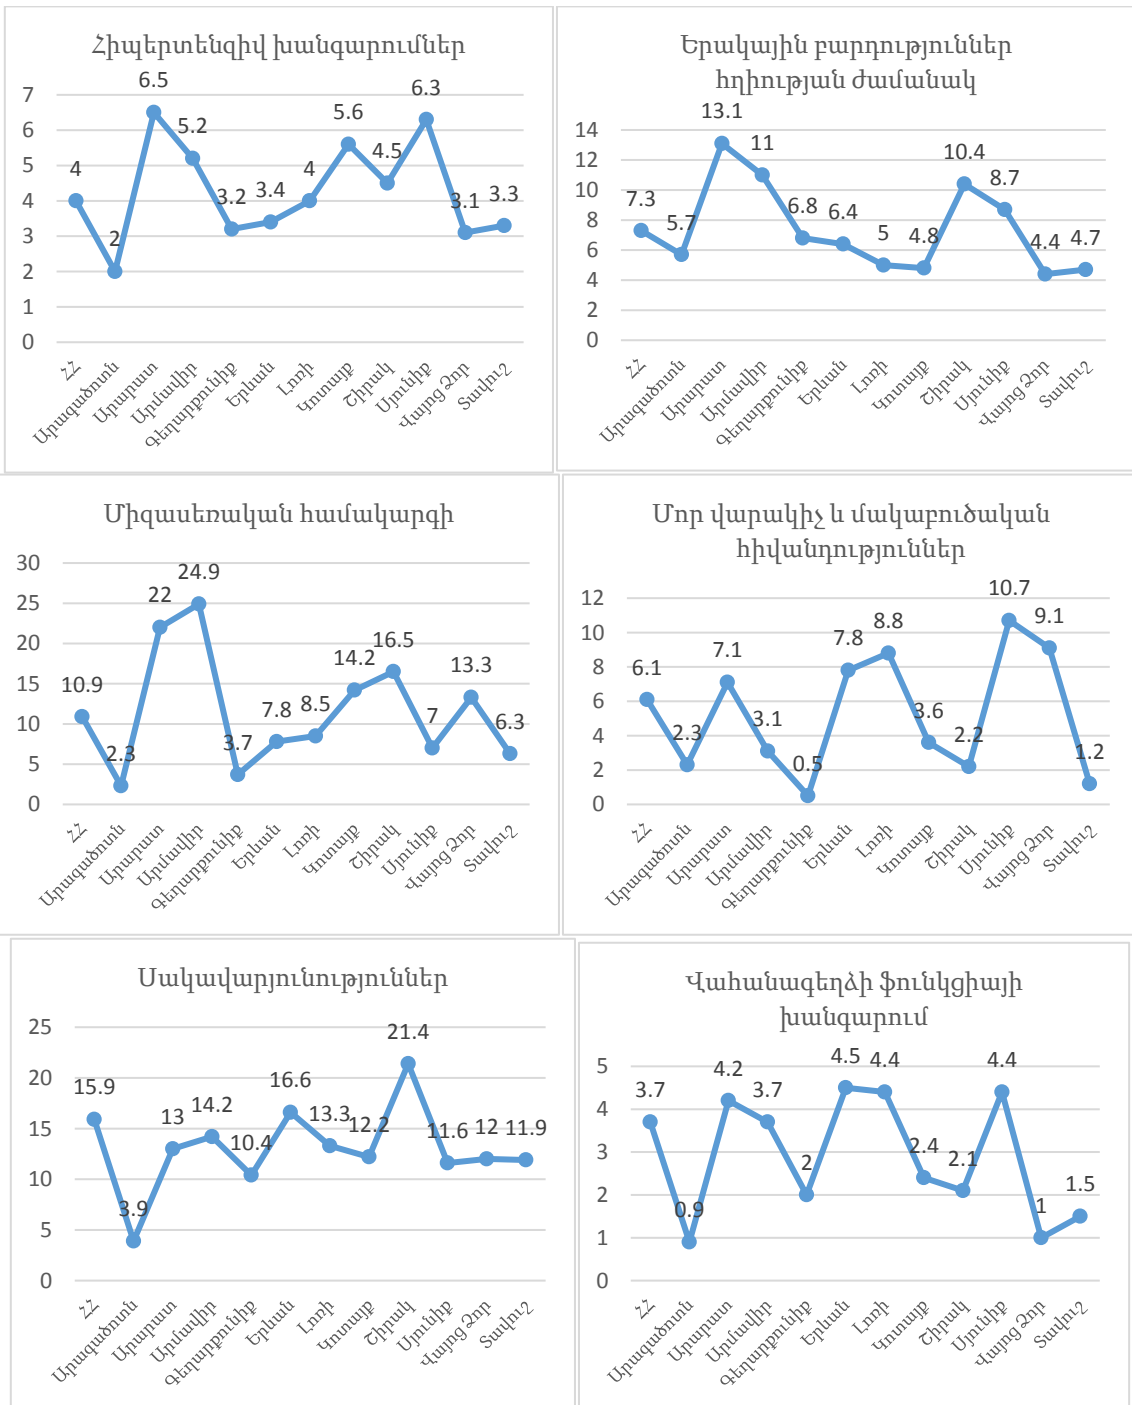 Հիպերտենզիվ խանգարումներ
7
6
5
4
3
2
1
0
4
2
6.5
5.2
3.2
3.4
4
5.6
4.5
6.3
3.1
3.3
ՀՀ
Արագածոտն
Արարատ
Արմավիր
Գեղարքունիք
Երևան
Լոռի
Կոտայք
Շիրակ
Սյունիք
Վայոց Ձոր
Տավուշ
Երակային բարդություններ
հղիության ժամանակ
14
12
10
8
6
4
2
0
7.3
5.7
13.1
11
6.8
6.4
5
4.8
10.4
8.7
4.4
4.7
ՀՀ
Արագածոտն
Արարատ
Արմավիր
Գեղարքունիք
Երևան
Լոռի
Կոտայք
Շիրակ
Սյունիք
Վայոց Ձոր
Տավուշ
Միզասեռական համակարգի
30
25
20
15
10
5
0
10.9
2.3
22
24.9
3.7
7.8
8.5
14.2
16.5
7
13.3
6.3
ՀՀ
Արագածոտն
Արարատ
Արմավիր
Գեղարքունիք
Երևան
Լոռի
Կոտայք
Շիրակ
Սյունիք
Վայոց Ձոր
Տավուշ
Մոր վարակիչ և մակաբուծական
հիվանդություններ
12
10
8
6
4
2
0
6.1
2.3
7.1
3.1
0.5
7.8
8.8
3.6
2.2
10.7
9.1
1.2
ՀՀ
Արագածոտն
Արարատ
Արմավիր
Գեղարքունիք
Երևան
Լոռի
Կոտայք
Շիրակ
Սյունիք
Վայոց Ձոր
Տավուշ
Սակավարյունություններ
25
20
15
10
5
0
15.9
3.9
13
14.2
10.4
16.6
13.3
12.2
21.4
11.6
12
11.9
ՀՀ
Արագածոտն
Արարատ
Արմավիր
Գեղարքունիք
Երևան
Լոռի
Կոտայք
Շիրակ
Սյունիք
Վայոց Ձոր
Տավուշ
Վահանագեղձի ֆունկցիայի
խանգարում
5
4
3
2
1
0
3.7
0.9
4.2
3.7
2
4.5
4.4
2.4
2.1
4.4
1
1.5
ՀՀ
Արագածոտն
Արարատ
Արմավիր
Գեղարքունիք
Երևան
Լոռի
Կոտայք
Շիրակ
Սյունիք
Վայոց Ձոր
Տավուշ